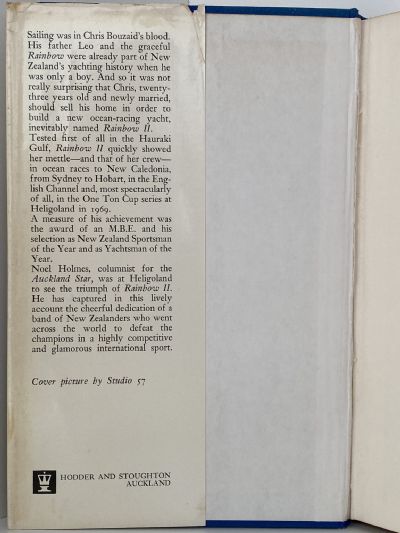 Sailing was in Chris Bouzaid's blood.
His father Leo and the graceful
Rainbow were already part of New
Zealand's yachting history when he
was only a boy. And so it was not
really surprising that Chris, twenty-
three years old and newly married,
should sell his home in order to
build a new ocean-racing yacht,
inevitably named Rainbow II.
Tested first of all in the Hauraki
Gulf, Rainbow II quickly showed
her mettle—and that of her crew—
in ocean races to New Caledonia,
from Sydney to Hobart, in the Eng-
lish Channel and, most spectacularly
of all, in the One Ton Cup series at
Heligoland in 1969.
A measure of his achievement was
the award of an M.B.E. and his
selection as New Zealand Sportsman
of the Year and as Yachtsman of the
Year.
Noel Holmes, columnist for the
Auckland Star, was at Heligoland
to see the triumph of Rainbow II.
He has captured in this lively
account the cheerful dedication of a
band of New Zealanders who went
across the world to defeat the
champions in a highly competitive
and glamorous international sport.
Cover picture by Studio 57
HODDER AND STOUGHTON
AUCKLAND